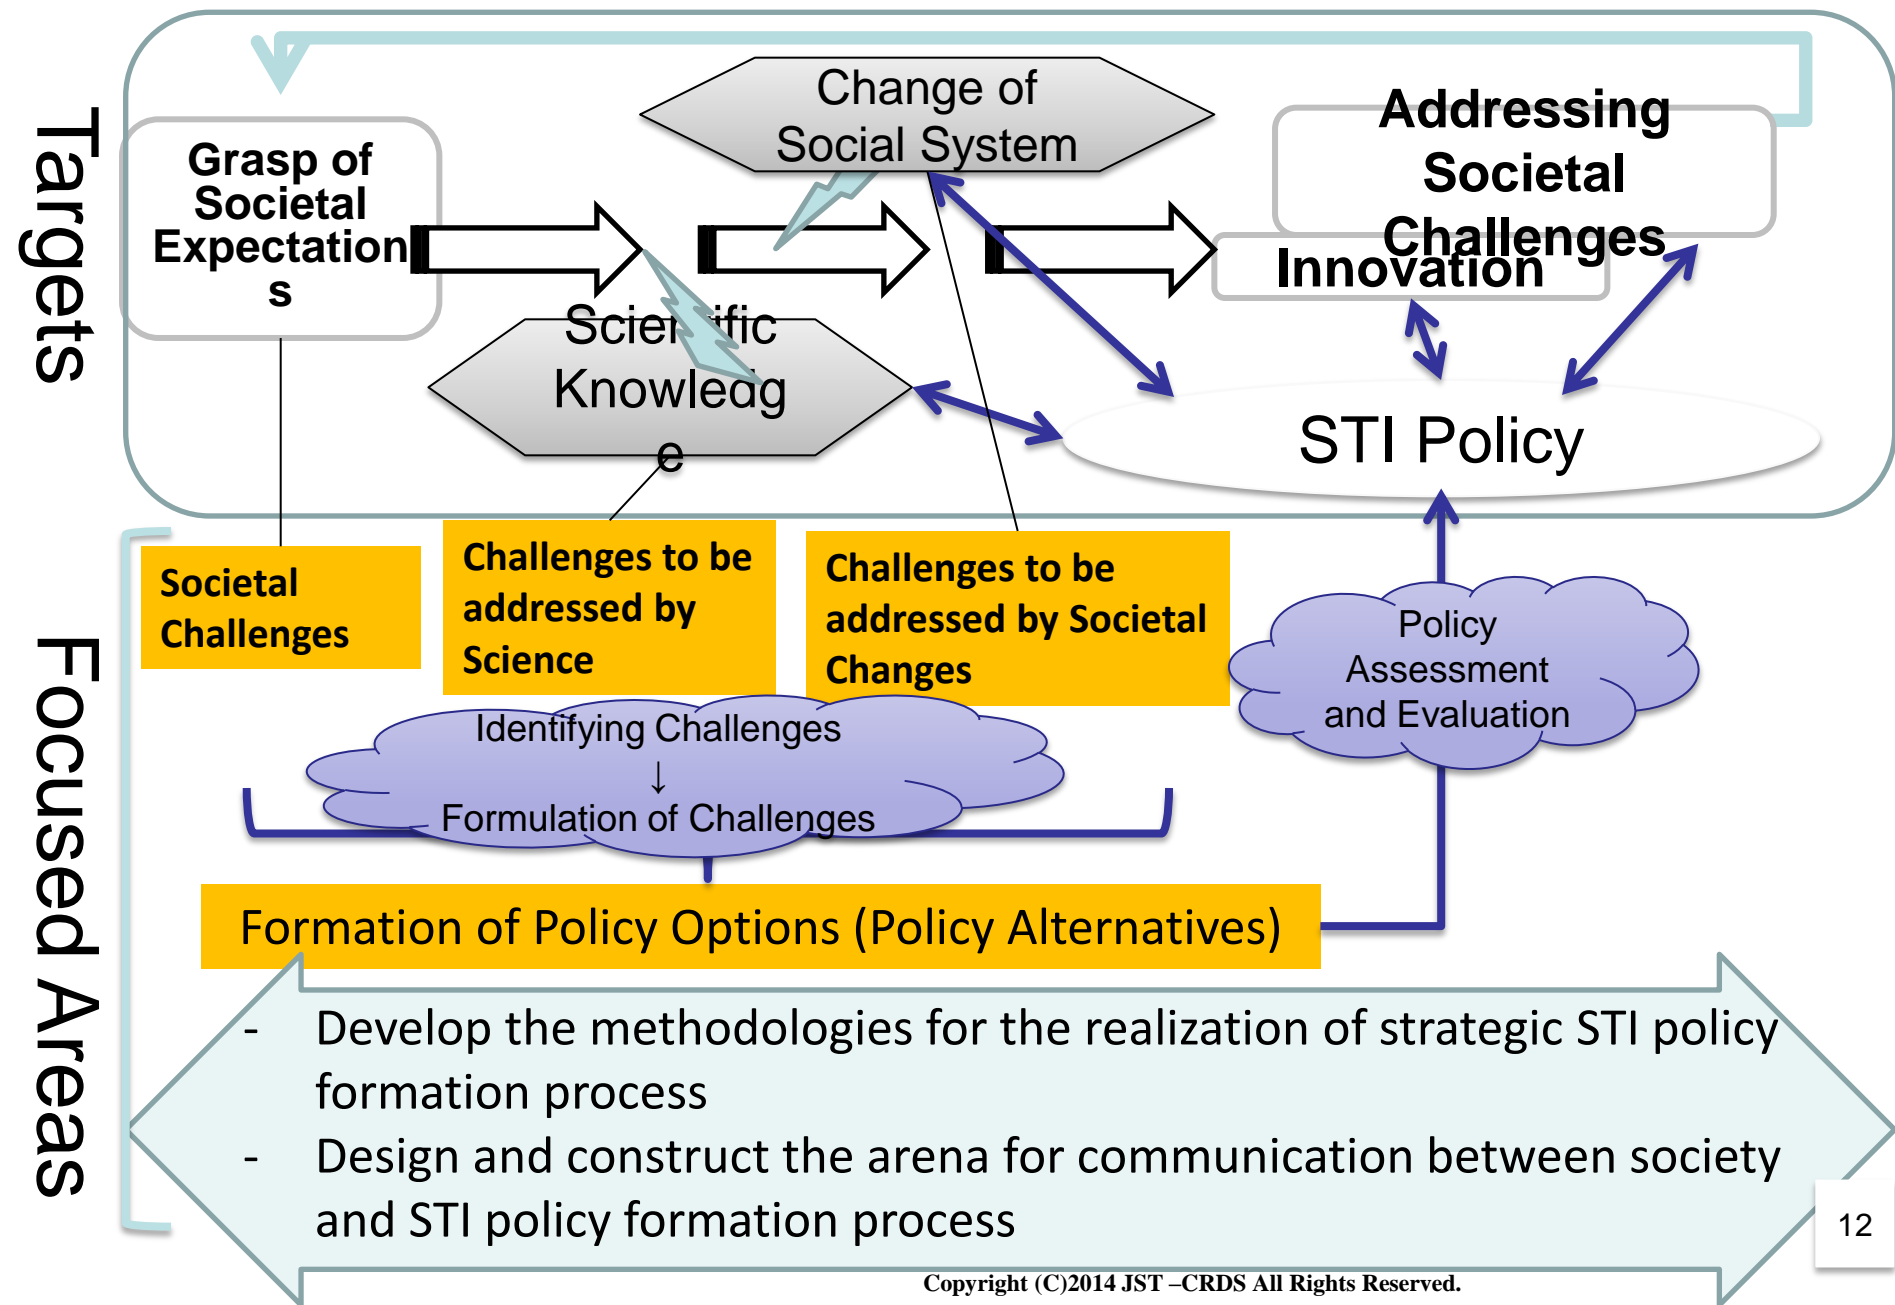 Targets
Change of
Social System
Addressing
Societal
Challenges
Innovation
Grasp of
Societal
Expectation
s
Scientific
Knowledg
e
STI Policy
Focused Areas
Societal
Challenges
Challenges to be
addressed by
Science
Challenges to be
addressed by Societal
Changes
Policy
Assessment
and Evaluation
Identifying Challenges
↓
Formulation of Challenges
Formation of Policy Options (Policy Alternatives)
- Develop the methodologies for the realization of strategic STI policy
formation process
- Design and construct the arena for communication between society
and STI policy formation process
12
Copyright (C)2014 JST –CRDS All Rights Reserved.